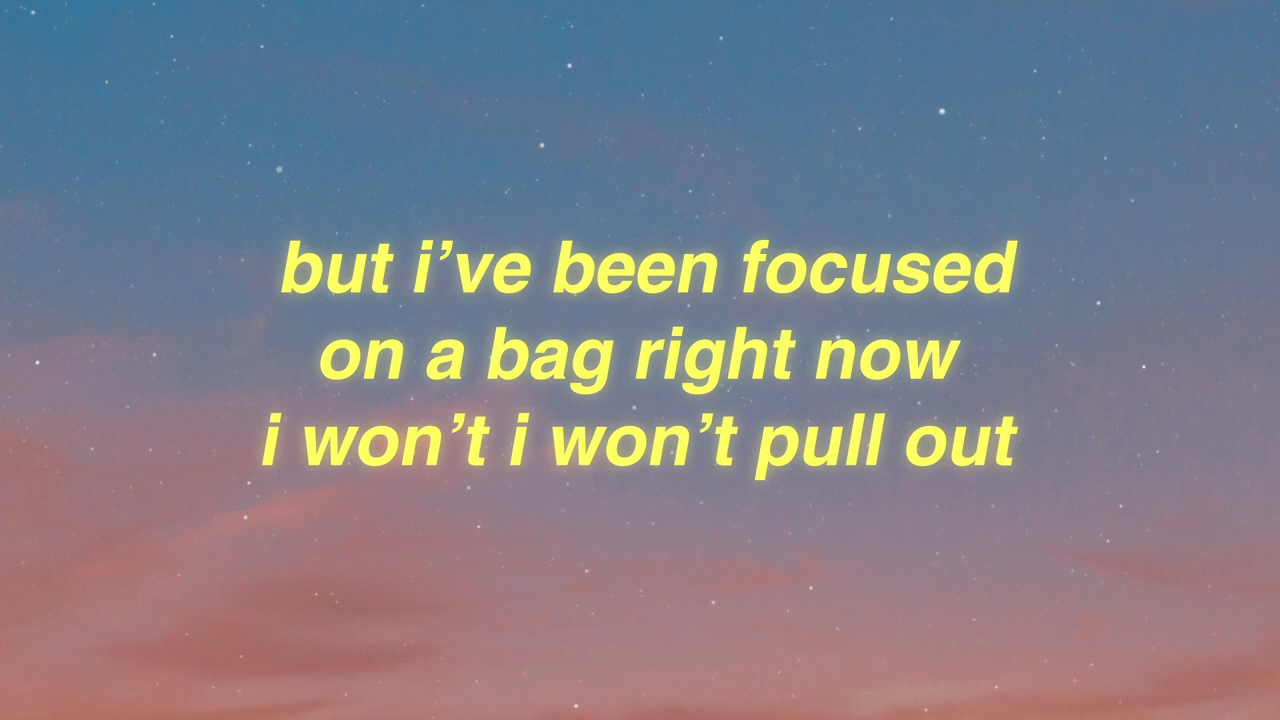 but i’ve been focused
on a bag right now
i won’t i won’t pull out